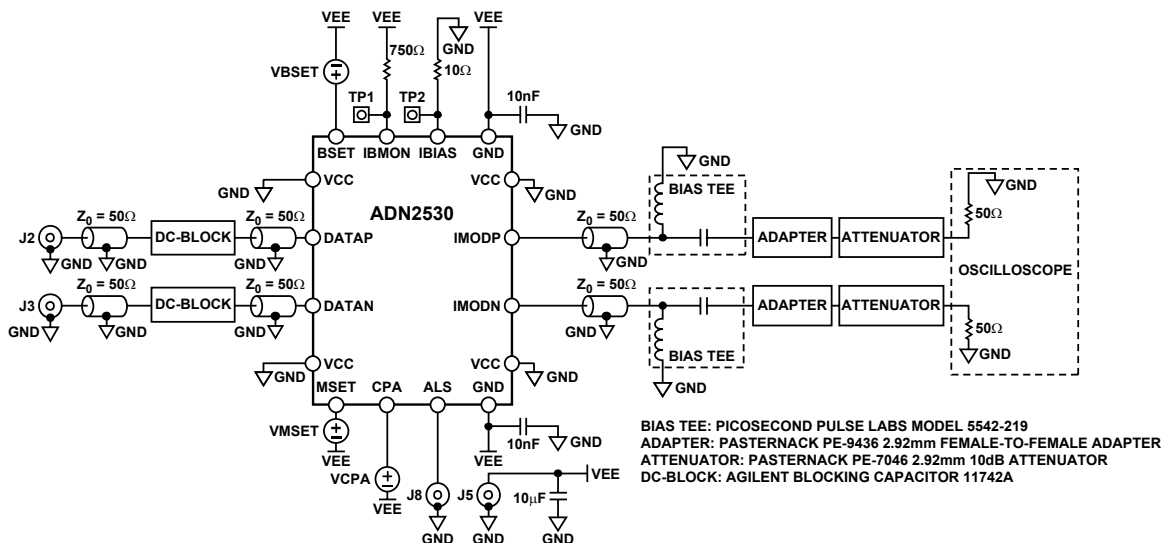 VEE VEE VEE
GND
750Ω
10Ω
VBSET
TP1 TP2
10nF
GND
BSET IBMON IBIAS GND
VCC VCC
GND GND
GND
BIAS TEE
ADN2530
Z0 = 50Ω Z0 = 50Ω Z0 = 50Ω
J2 DC-BLOCK DATAP IMODP ADAPTER ATTENUATOR
GND GND GND GND
GND
50Ω
OSCILLOSCOPE
Z0 = 50Ω Z0 = 50Ω Z0 = 50Ω
J3 DC-BLOCK DATAN IMODN ADAPTER ATTENUATOR
GND GND GND GND
50Ω
GND
BIAS TEE
GND
VCC VCC
GND GND
MSET CPA ALS GND
VMSET
VEE
10nF
GND
VEE
VCPA
VEE
J8 J5
10µF
VEE
GND GND GND
BIAS TEE: PICOSECOND PULSE LABS MODEL 5542-219
ADAPTER: PASTERNACK PE-9436 2.92mm FEMALE-TO-FEMALE ADAPTER
ATTENUATOR: PASTERNACK PE-7046 2.92mm 10dB ATTENUATOR
DC-BLOCK: AGILENT BLOCKING CAPACITOR 11742A